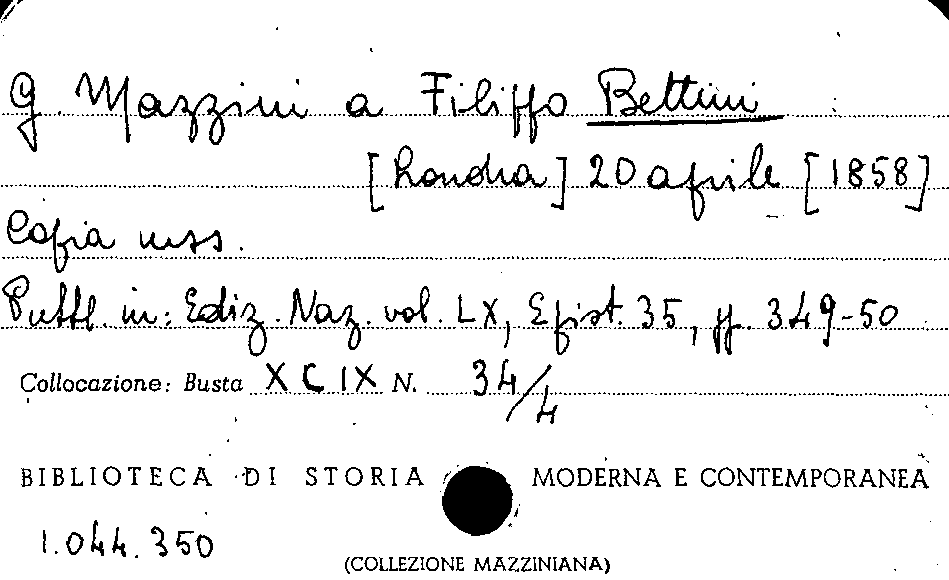 G. Mazzini a Filippo Bettini
[Londra] 20 aprile [1858]
Copia mss.
Pubbl. in: Ediz. Naz. vol. LX, Epist. 35, pp. 349-50
Collocazione: Busta XCIX N. 34/4
BIBLIOTECA DI STORIA MODERNA E CONTEMPORANEA
1.044.350
(COLLEZIONE MAZZINIANA)